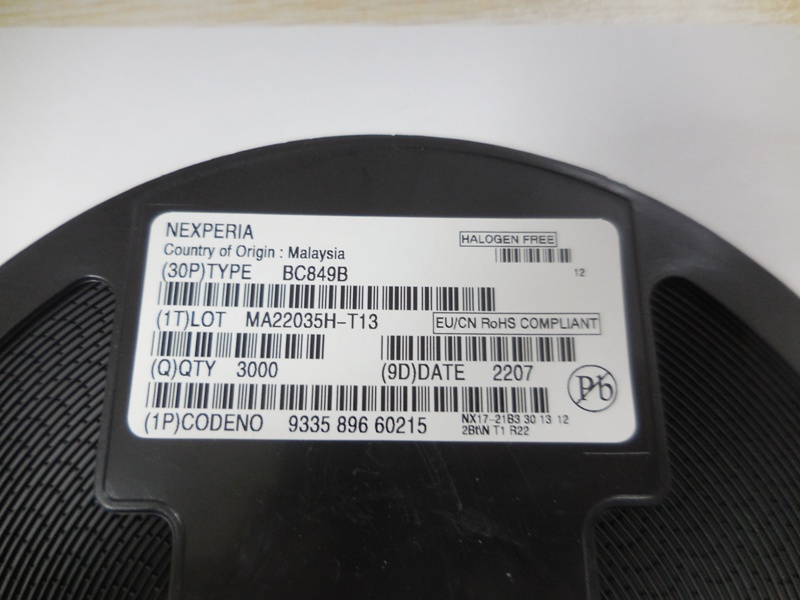 NEXPERIA
HALOGEN FREE
Country of Origin : Malaysia
12
(30P)TYPE BC849B
(1T)LOT MA22035H-T13
EU/CN RoHS COMPLIANT
(Q)QTY 3000
(9D)DATE 2207
Pb
(1P)CODENO 9335 896 60215
NX17-21B3 30 13 12
T1 R22